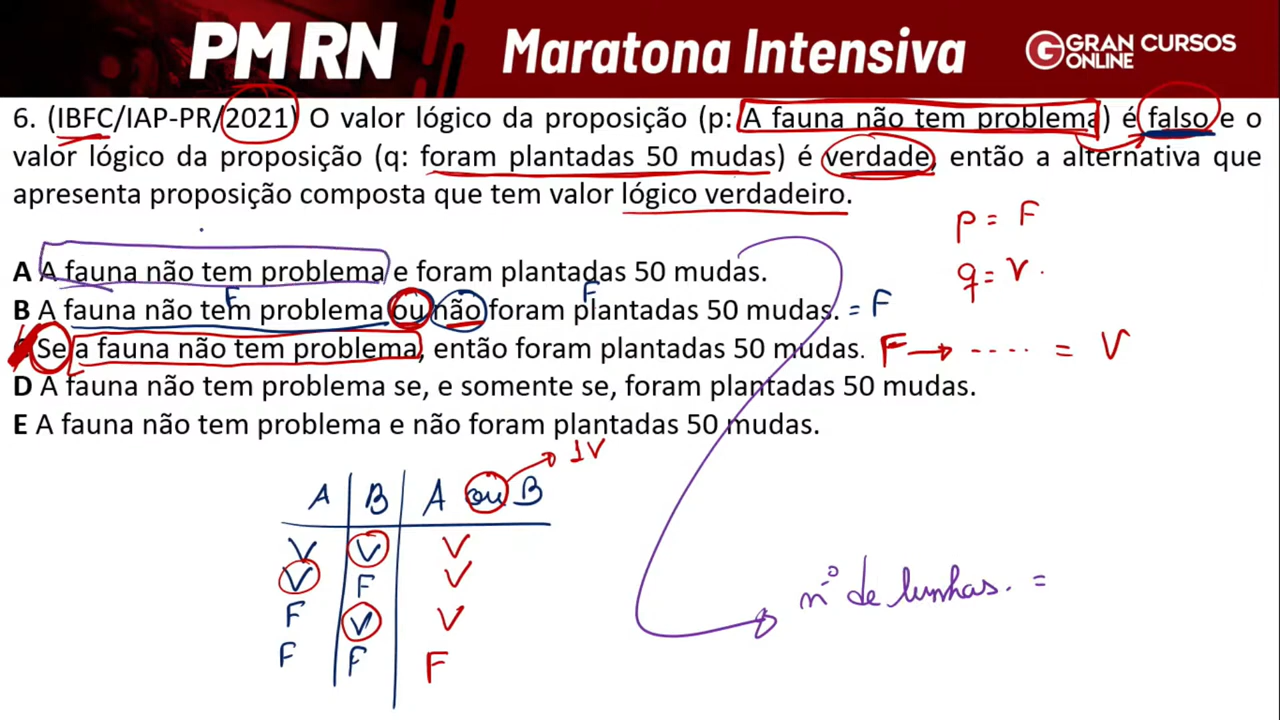 PM RN
Maratona Intensiva
GRAN CURSOS
ONLINE
6. (IBFC/IAP-PR/2021) O valor lógico da proposição (p: A fauna não tem problema) é falso e o
valor lógico da proposição (q: foram plantadas 50 mudas) é verdade, então a alternativa que
apresenta proposição composta que tem valor lógico verdadeiro.
p = F
q = V.
A A fauna não tem problema e foram plantadas 50 mudas.
F F
B A fauna não tem problema ou não foram plantadas 50 mudas. = F
Se a fauna não tem problema, então foram plantadas 50 mudas. F → ..... = V
D A fauna não tem problema se, e somente se, foram plantadas 50 mudas.
E A fauna não tem problema e não foram plantadas 50 mudas.
1V
A B A ou B
V V V
V F V
F V V
F F F
nº de linhas. =